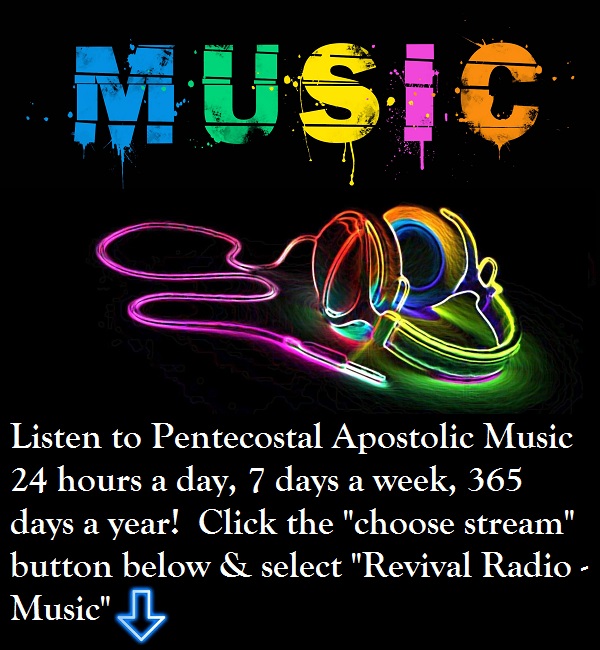 MUSIC
Listen to Pentecostal Apostolic Music
24 hours a day, 7 days a week, 365
days a year!  Click the "choose stream"
button below & select "Revival Radio -
Music"